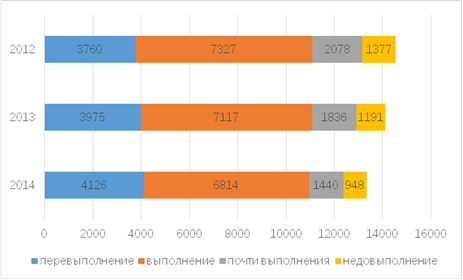 2012 3760 7327 2078 1377
2013 3975 7117 1836 1191
2014 4126 6814 1440 948
0 2000 4000 6000 8000 10000 12000 14000 16000
перевыполнение выполнение почти выполнения недовыполнение